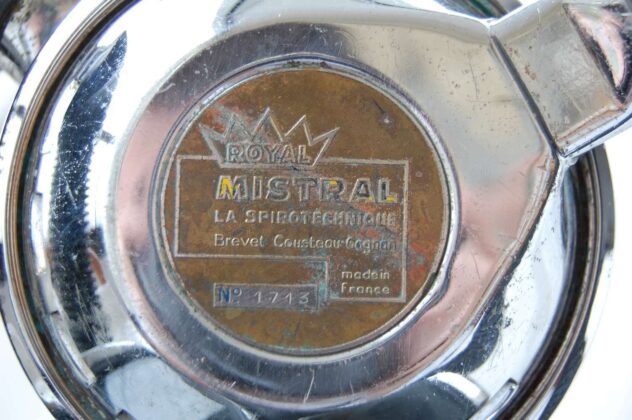 ROYAL
MISTRAL
LA SPIROTECHNIQUE
Brevet Cousteau Gagnan
made in
France
Nº 1713